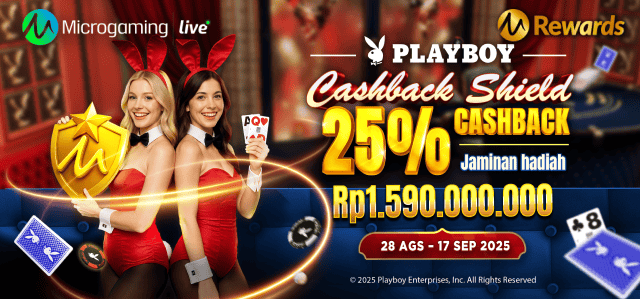 Microgaming live
Rewards
PLAYBOY
Cashback Shield
25% CASHBACK
Jaminan hadiah
Rp1.590.000.000
28 AGS – 17 SEP 2025
© 2025 Playboy Enterprises, Inc. All Rights Reserved
A Q
8